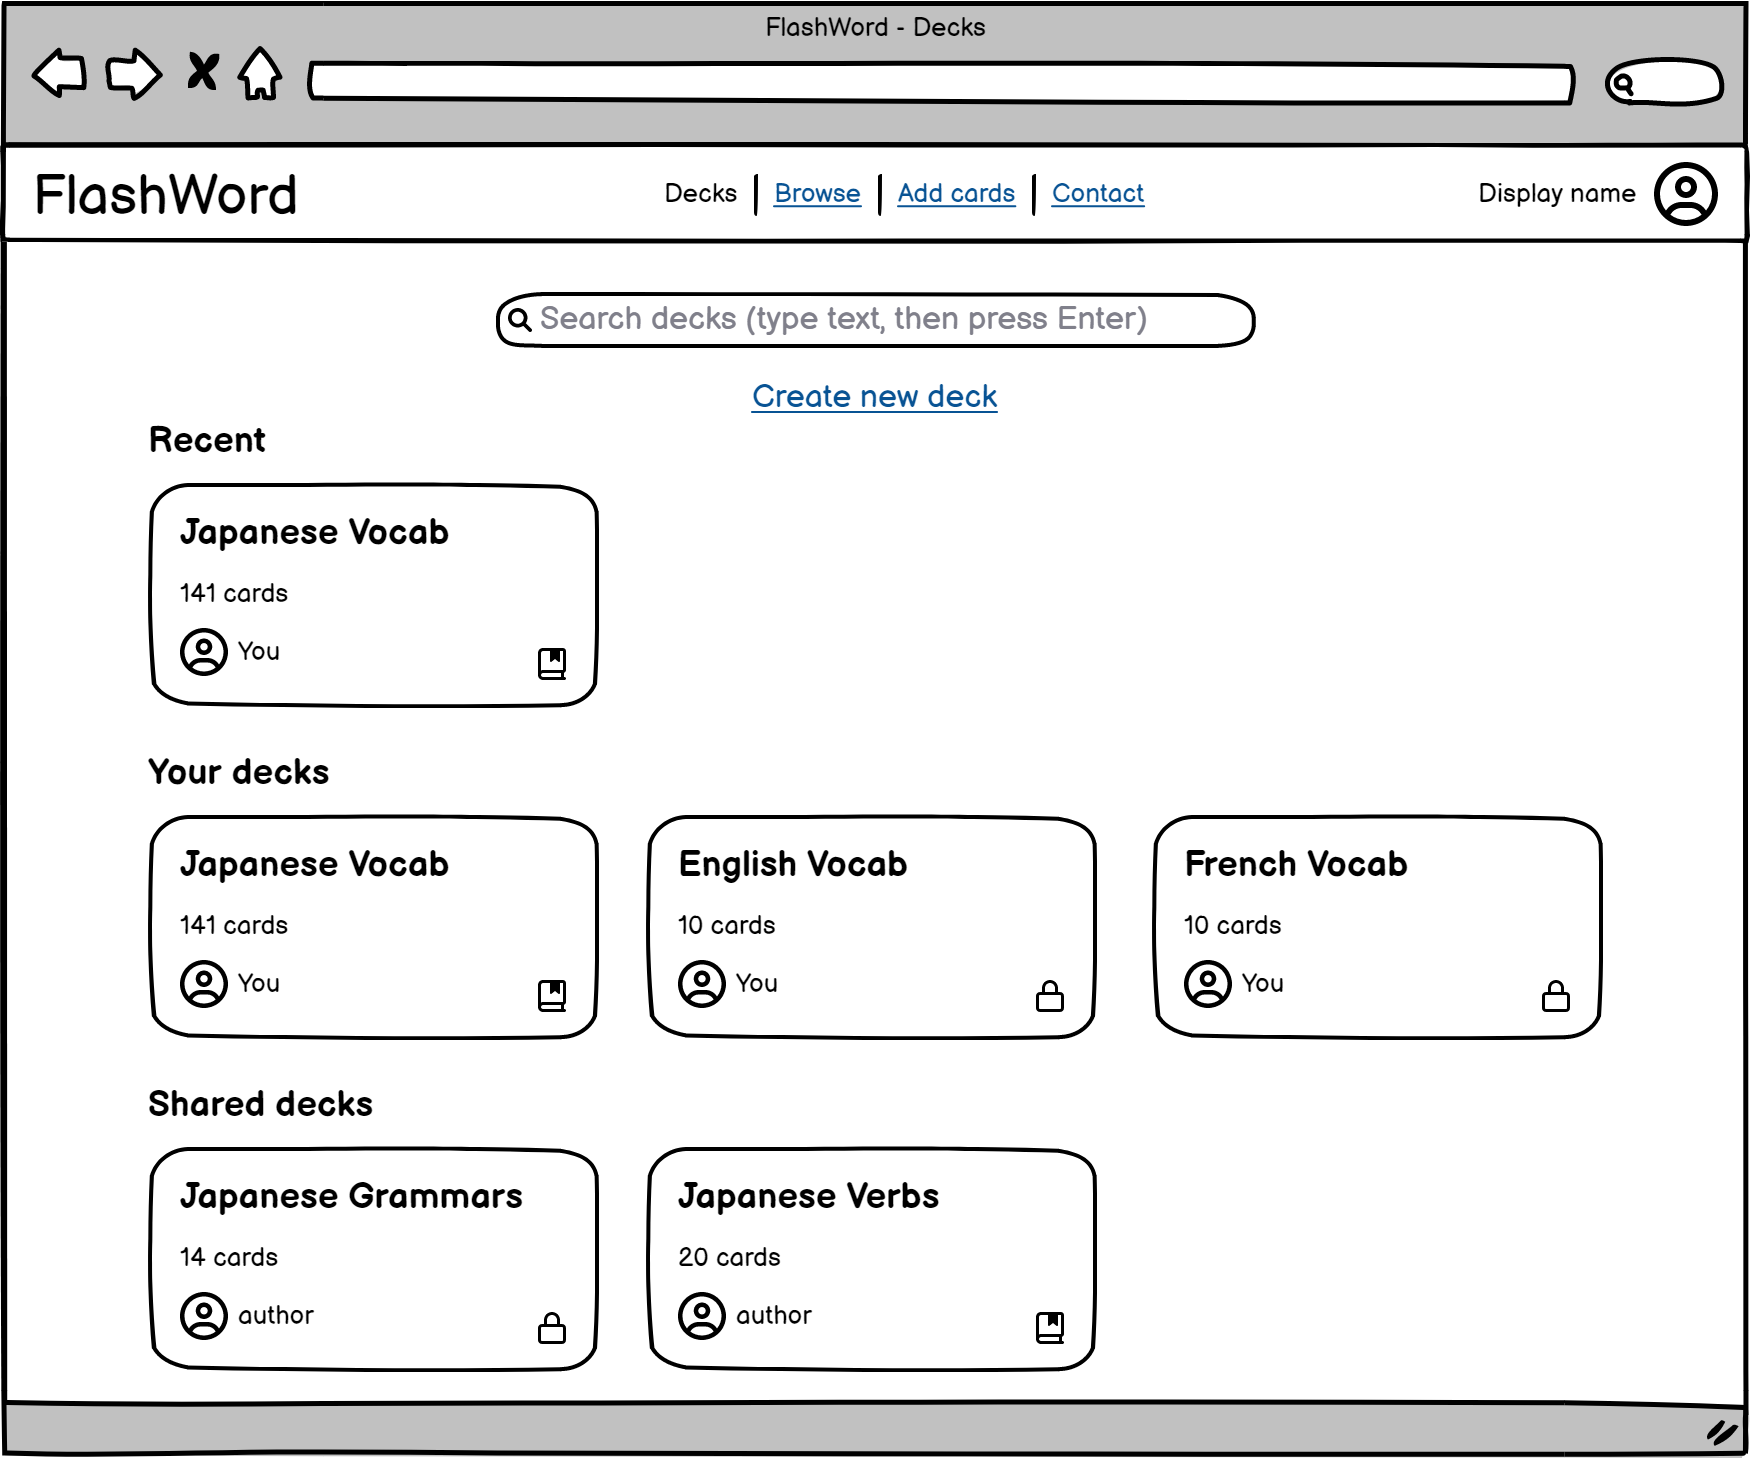 FlashWord - Decks
FlashWord
Decks Browse Add cards Contact
Display name
Search decks (type text, then press Enter)
Create new deck
Recent
Japanese Vocab
141 cards
You
Your decks
Japanese Vocab
141 cards
You
English Vocab
10 cards
You
French Vocab
10 cards
You
Shared decks
Japanese Grammars
14 cards
author
Japanese Verbs
20 cards
author